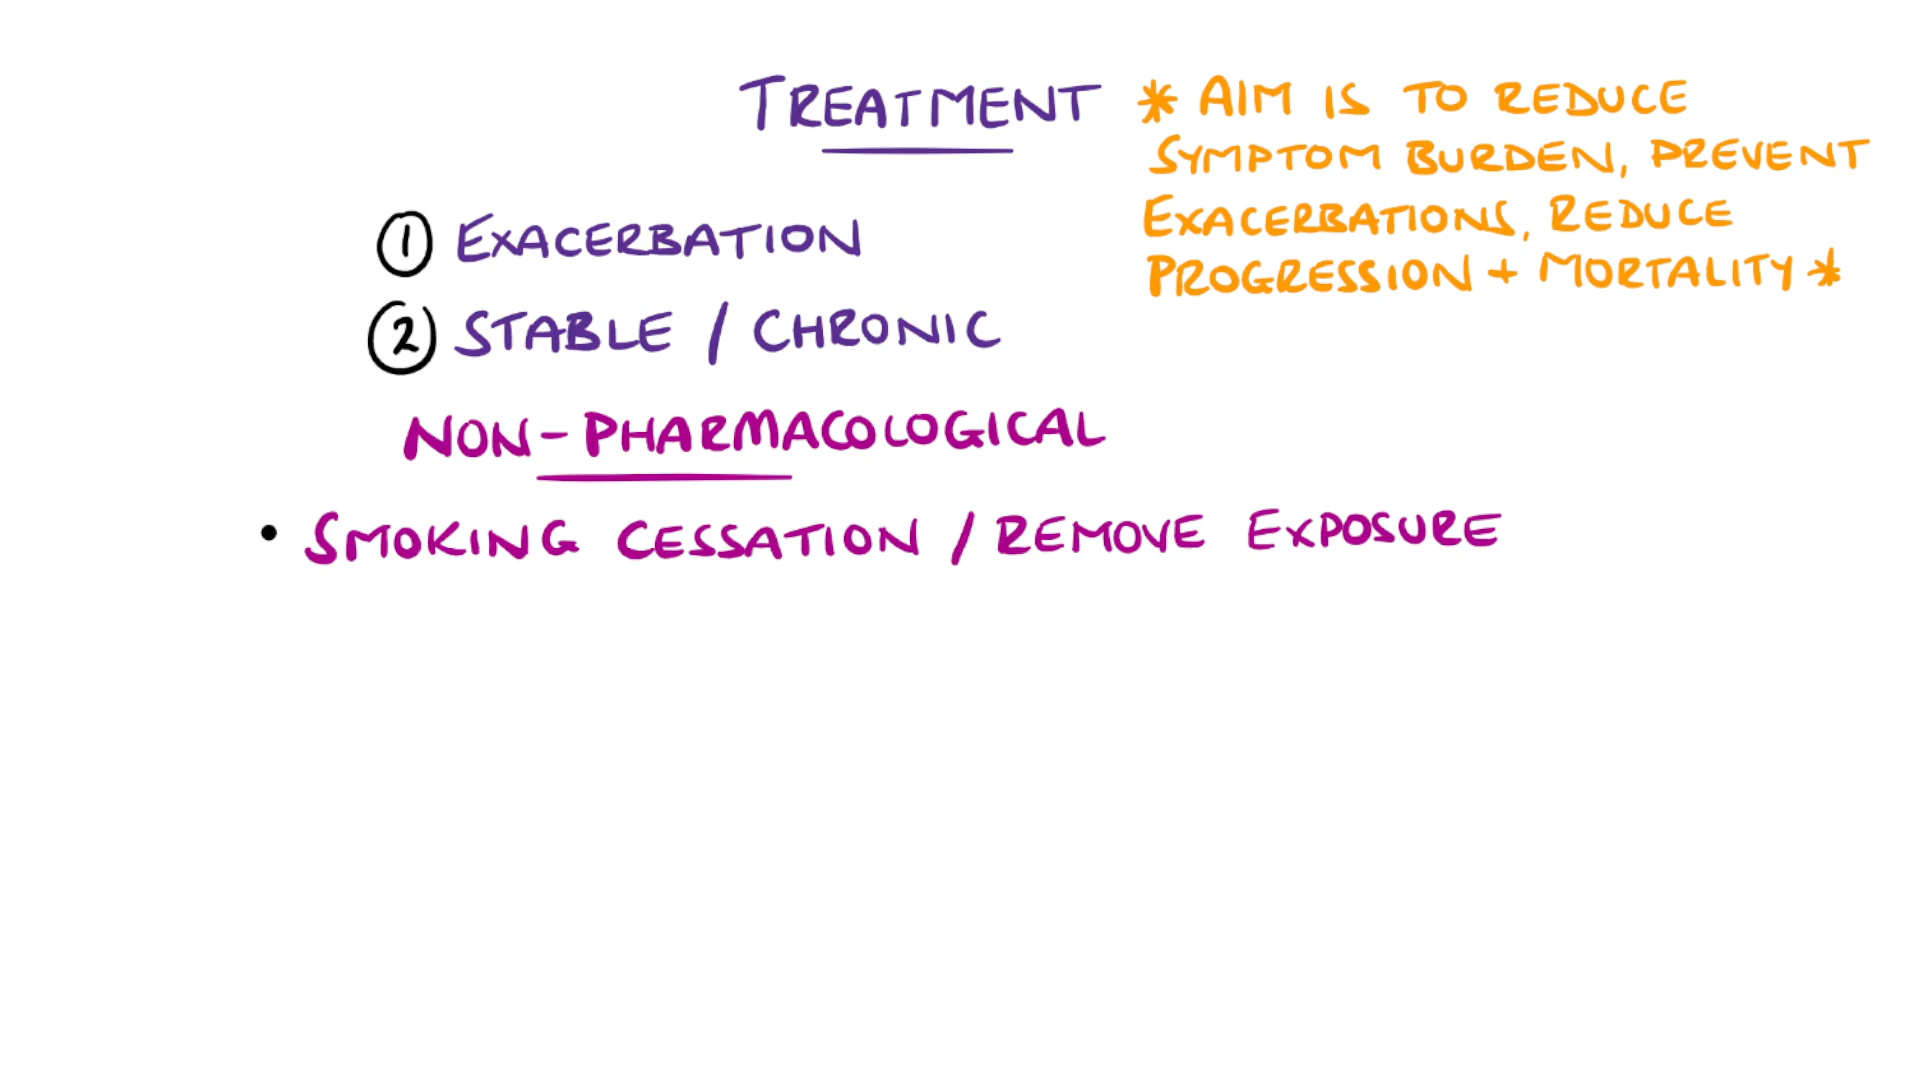 TREATMENT
* AIM IS TO REDUCE
SYMPTOM BURDEN, PREVENT
EXACERBATIONS, REDUCE
PROGRESSION + MORTALITY *
① EXACERBATION
② STABLE / CHRONIC
NON-PHARMACOLOGICAL
• SMOKING CESSATION / REMOVE EXPOSURE